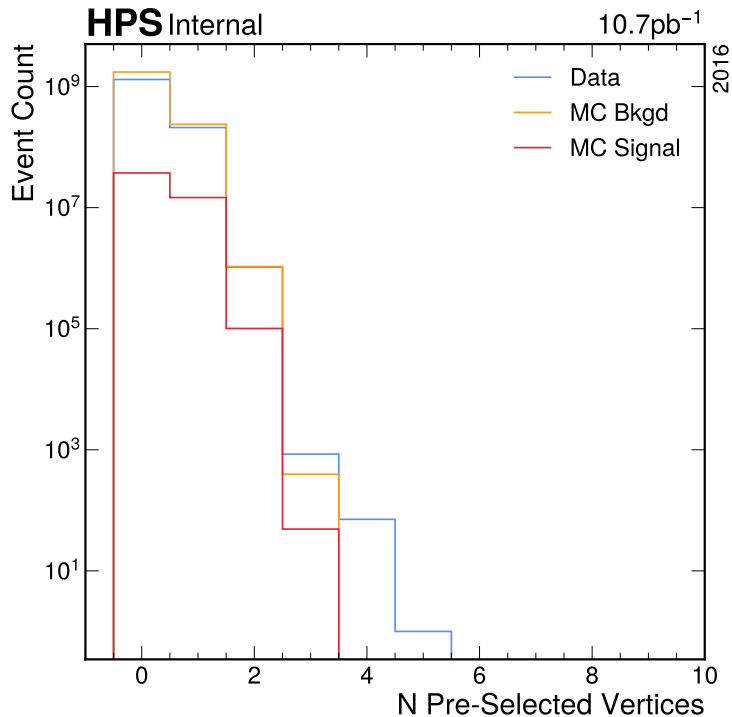 HPS Internal 10.7pb⁻¹
2016
Event Count
Data
MC Bkgd
MC Signal
10⁹
10⁷
10⁵
10³
10¹
0 2 4 6 8 10
N Pre-Selected Vertices